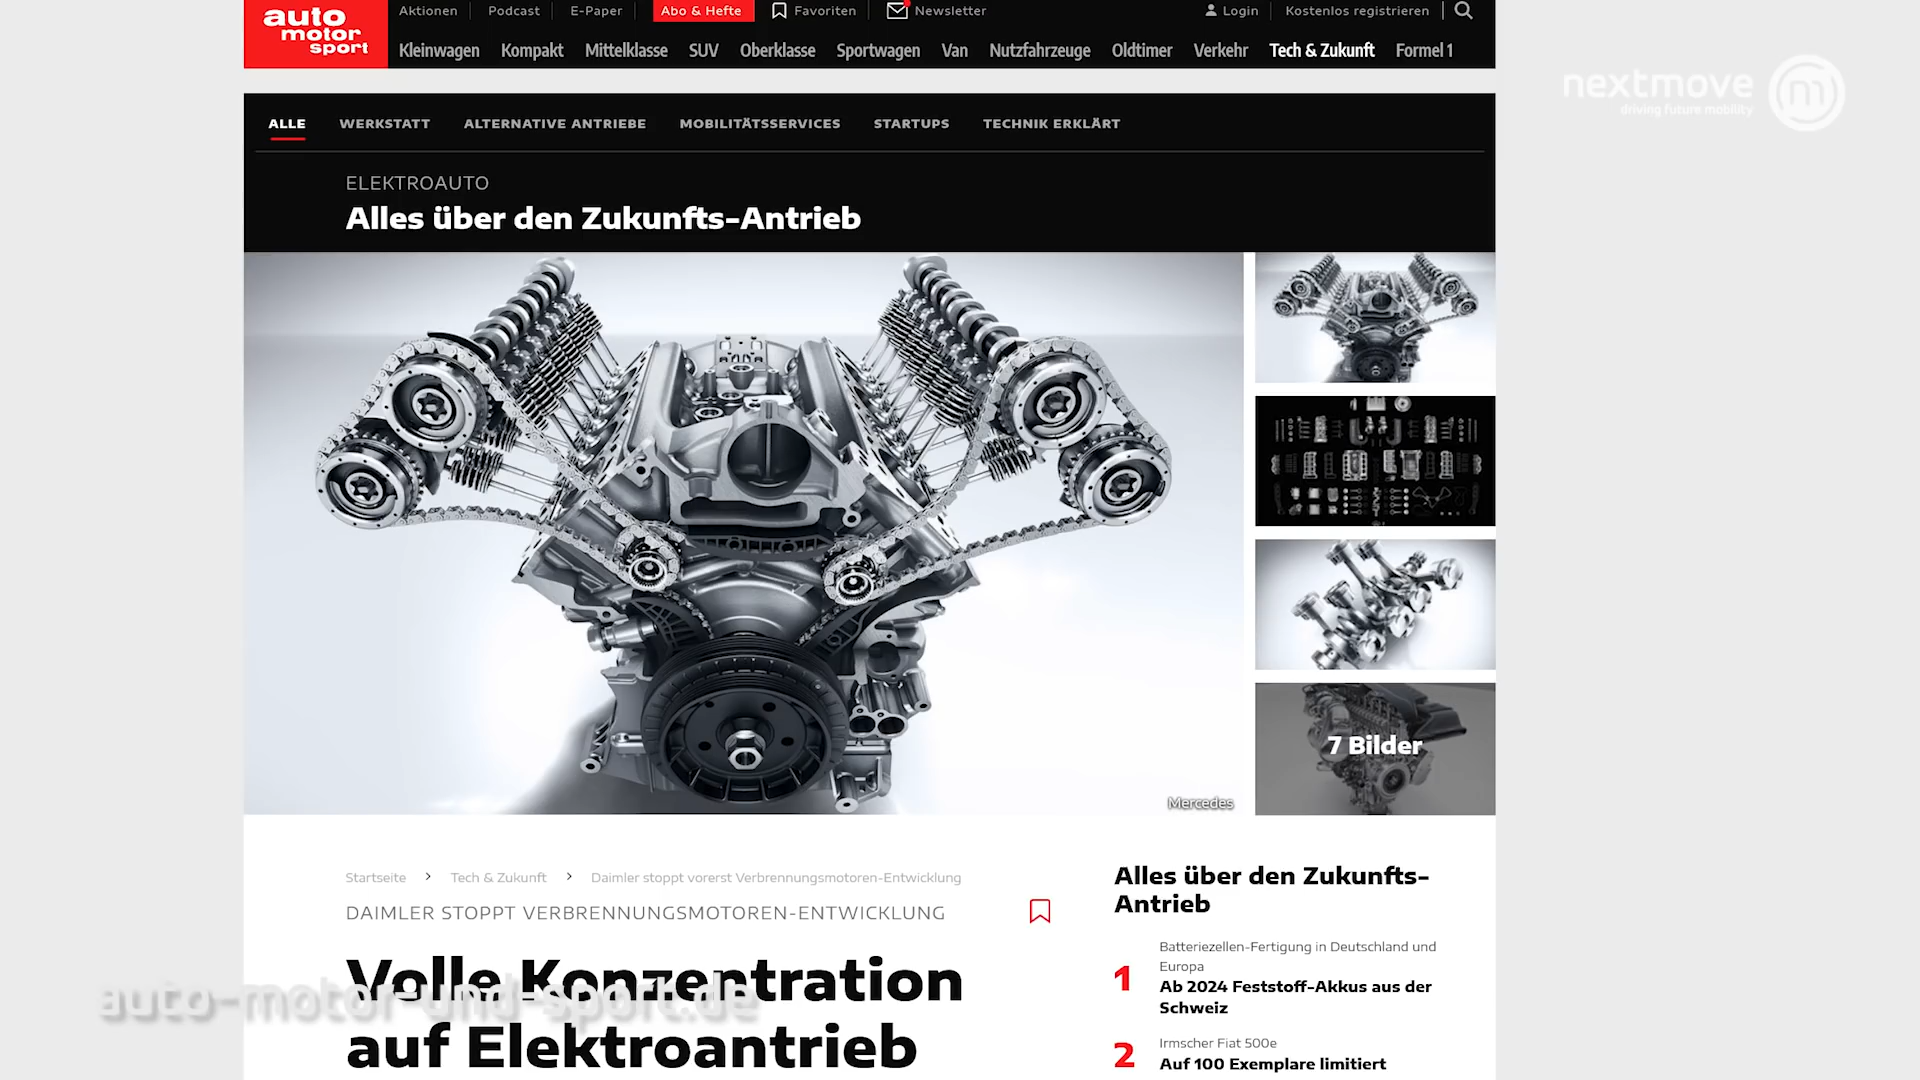 auto
motor
sport
Aktionen
Podcast
E-Paper
Abo & Hefte
Favoriten
Newsletter
Login
Kostenlos registrieren
Kleinwagen
Kompakt
Mittelklasse
SUV
Oberklasse
Sportwagen
Van
Nutzfahrzeuge
Oldtimer
Verkehr
Tech & Zukunft
Formel 1
nextmove
driving future mobility
m
ALLE
WERKSTATT
ALTERNATIVE ANTRIEBE
MOBILITÄTSSERVICES
STARTUPS
TECHNIK ERKLÄRT
ELEKTROAUTO
Alles über den Zukunfts-Antrieb
7 Bilder
Mercedes
Startseite > Tech & Zukunft > Daimler stoppt vorerst Verbrennungsmotoren-Entwicklung
DAIMLER STOPPT VERBRENNUNGSMOTOREN-ENTWICKLUNG
Volle Konzentration
auf Elektroantrieb
auto-motor-und-sport.de
Alles über den Zukunfts-
Antrieb
1
Batteriezellen-Fertigung in Deutschland und
Europa
Ab 2024 Feststoff-Akkus aus der
Schweiz
2
Irmscher Fiat 500e
Auf 100 Exemplare limitiert